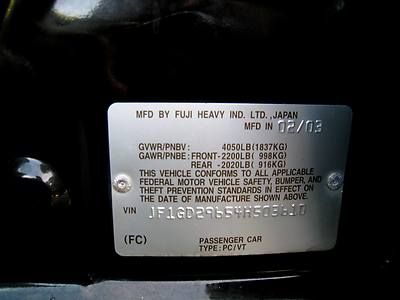 MFD BY FUJI HEAVY IND. LTD.,JAPAN
MFD IN 02/03
GVWR/PNBV: 4050LB(1837KG)
GAWR/PNBE: FRONT-2200LB( 998KG)
REAR -2020LB( 916KG)
THIS VEHICLE CONFORMS TO ALL APPLICABLE
FEDERAL MOTOR VEHICLE SAFETY, BUMPER, AND
THEFT PREVENTION STANDARDS IN EFFECT ON
THE DATE OF MANUFACTURE SHOWN ABOVE.
VIN JF1GD29654H503610
(FC) PASSENGER CAR
TYPE: PC/VT